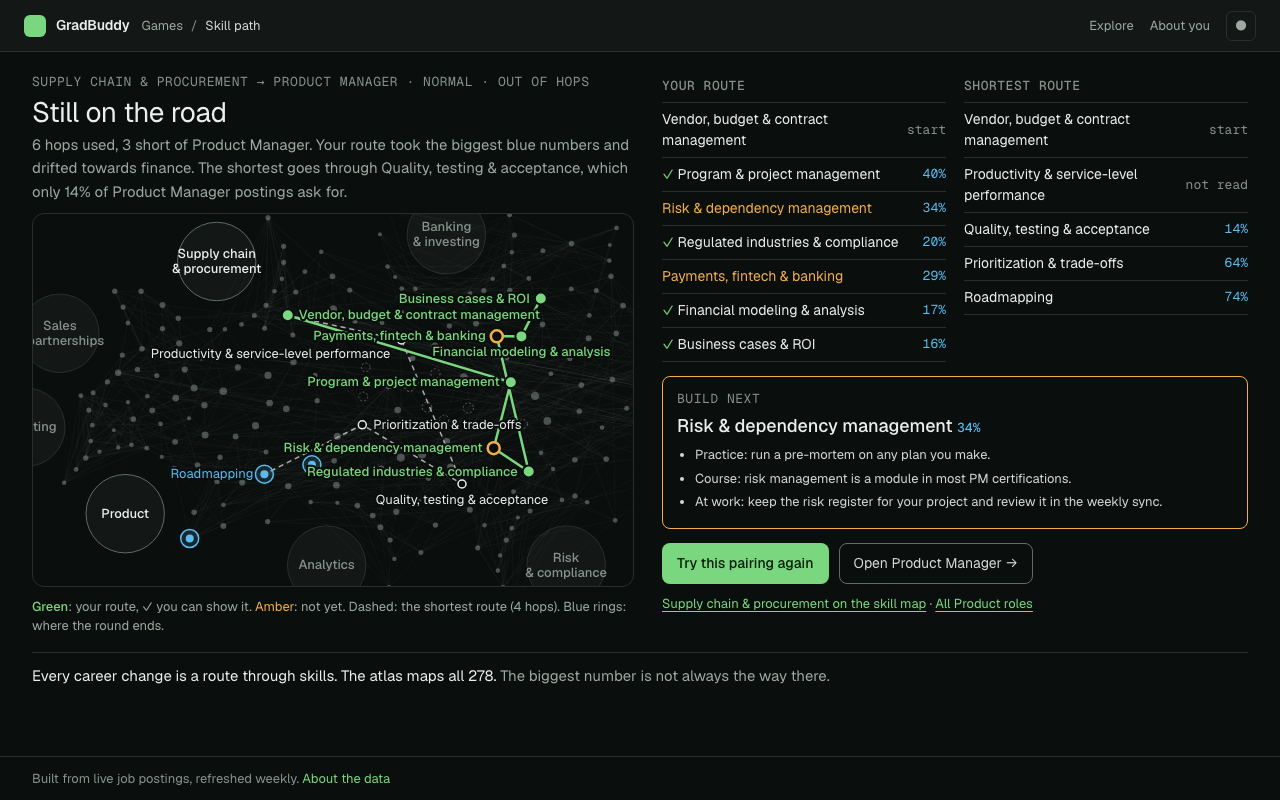 GradBuddy Games / Skill path
Explore About you
SUPPLY CHAIN & PROCUREMENT → PRODUCT MANAGER · NORMAL · OUT OF HOPS
Still on the road
6 hops used, 3 short of Product Manager. Your route took the biggest blue numbers and
drifted towards finance. The shortest goes through Quality, testing & acceptance, which
only 14% of Product Manager postings ask for.
Supply chain
& procurement
Banking
& investing
Sales
partnerships
Business cases & ROI
Vendor, budget & contract management
Payments, fintech & banking
Financial modeling & analysis
Productivity & service-level performance
Program & project management
Prioritization & trade-offs
ting
Risk & dependency management
Regulated industries & compliance
Roadmapping
Quality, testing & acceptance
Product
Analytics
Risk
& compliance
Green: your route, ✓ you can show it. Amber: not yet. Dashed: the shortest route (4 hops). Blue rings:
where the round ends.
YOUR ROUTE
Vendor, budget & contract
management
start
✓ Program & project management 40%
Risk & dependency management 34%
✓ Regulated industries & compliance 20%
Payments, fintech & banking 29%
✓ Financial modeling & analysis 17%
✓ Business cases & ROI 16%
SHORTEST ROUTE
Vendor, budget & contract
management
start
Productivity & service-level
performance
not read
Quality, testing & acceptance 14%
Prioritization & trade-offs 64%
Roadmapping 74%
BUILD NEXT
Risk & dependency management 34%
• Practice: run a pre-mortem on any plan you make.
• Course: risk management is a module in most PM certifications.
• At work: keep the risk register for your project and review it in the weekly sync.
Try this pairing again
Open Product Manager →
Supply chain & procurement on the skill map · All Product roles
Every career change is a route through skills. The atlas maps all 278. The biggest number is not always the way there.
Built from live job postings, refreshed weekly. About the data